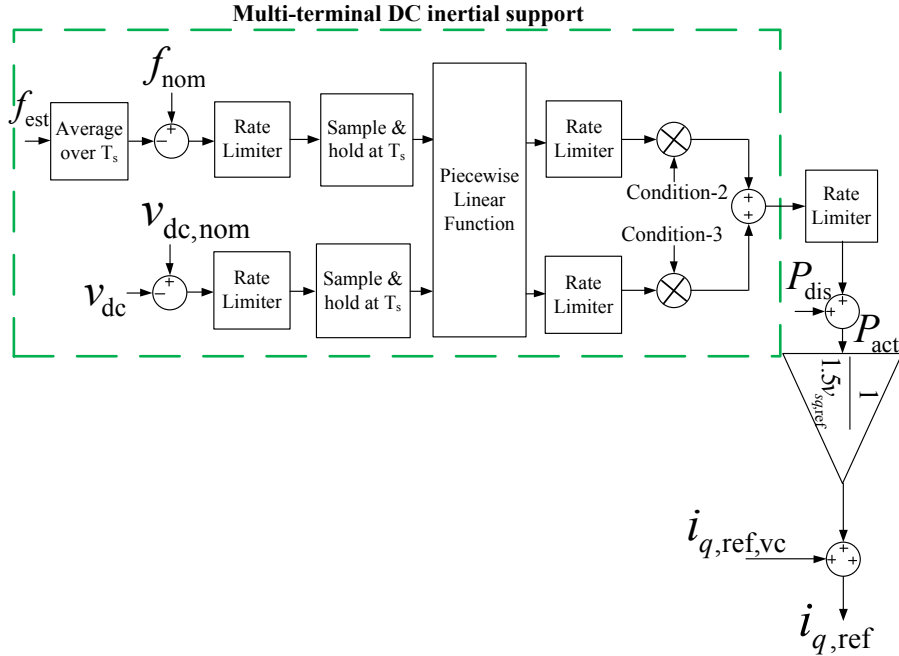 Multi-terminal DC inertial support
f_nom
f_est
Average
over T_s
+
−
Rate
Limiter
Sample &
hold at T_s
Piecewise
Linear
Function
Rate
Limiter
Condition-2
+
+
Rate
Limiter
v_dc,nom
v_dc
+
−
Rate
Limiter
Sample &
hold at T_s
Condition-3
Rate
Limiter
P_dis
+
+
P_act
1
1.5v_sq,ref
i_q,ref,vc
+
+
+
i_q,ref